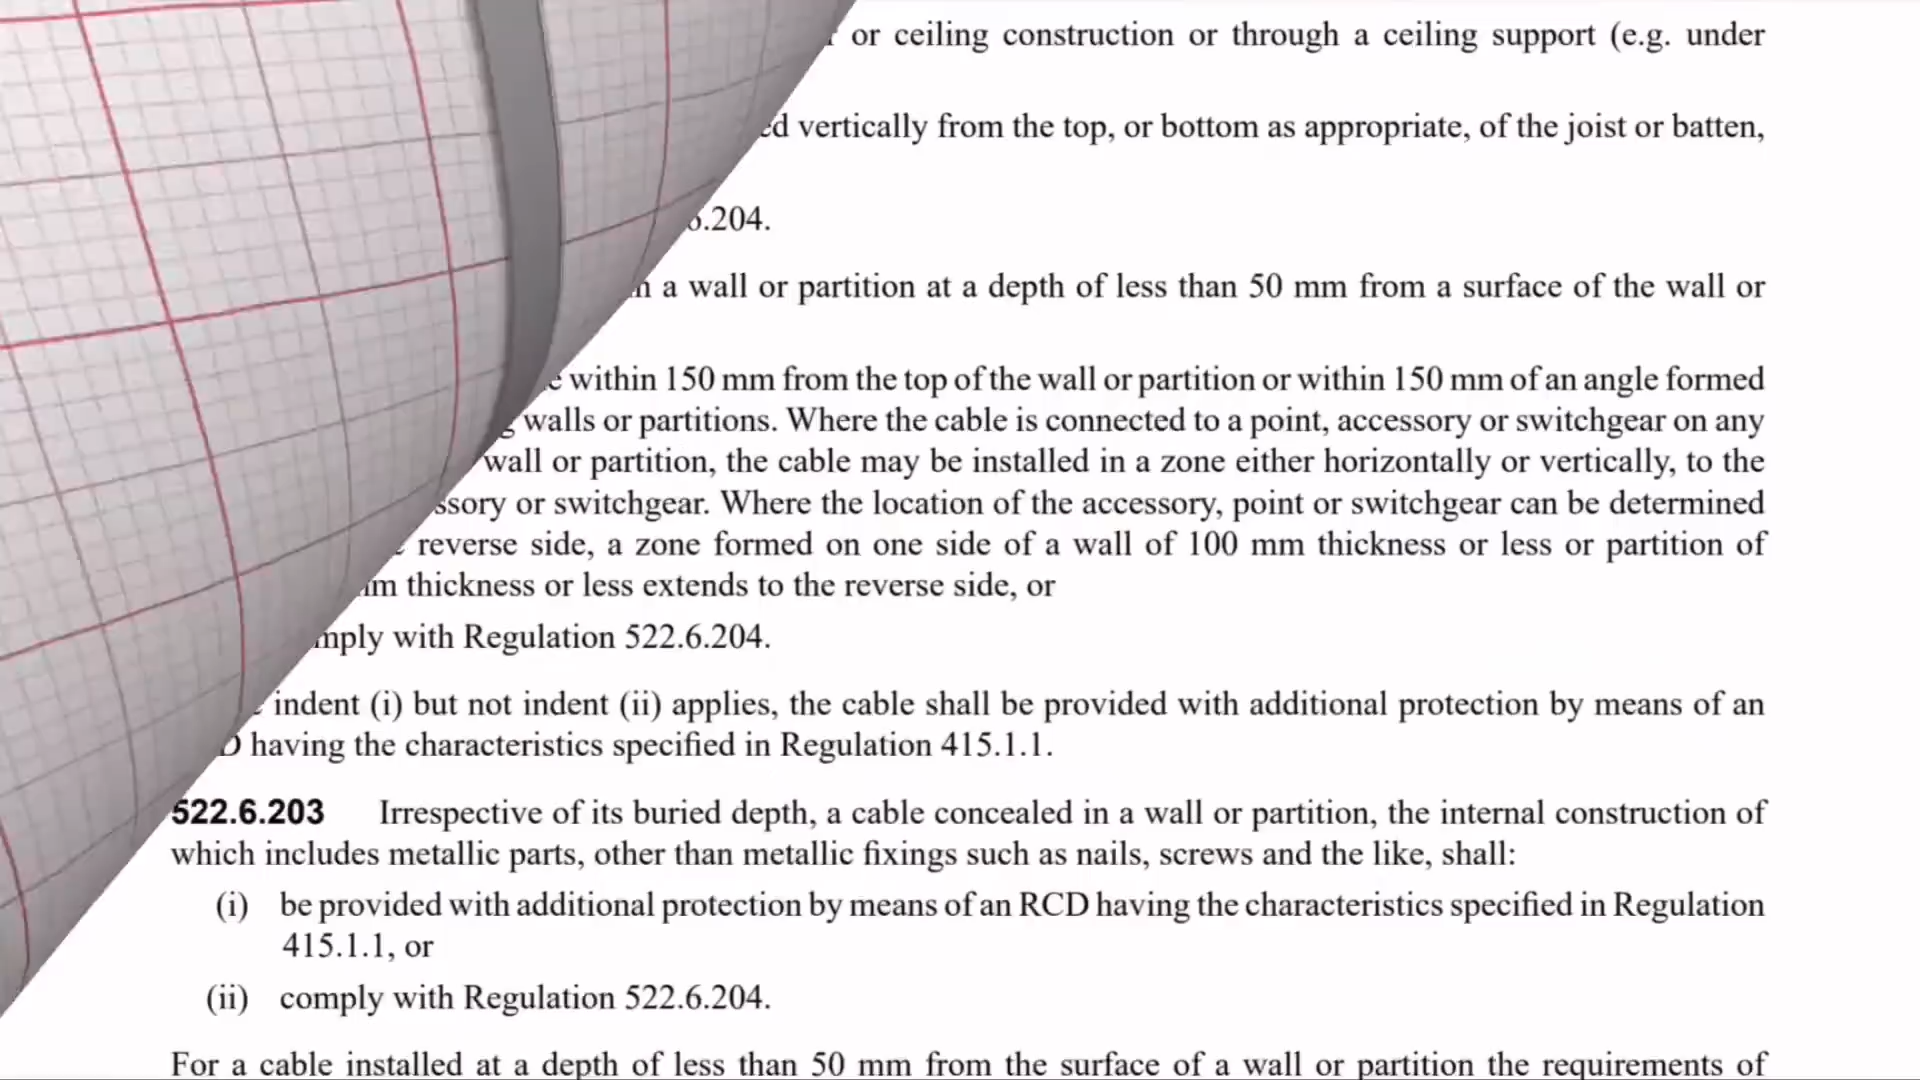 or ceiling construction or through a ceiling support (e.g. under
vertically from the top, or bottom as appropriate, of the joist or batten,
.204.
a wall or partition at a depth of less than 50 mm from a surface of the wall or
within 150 mm from the top of the wall or partition or within 150 mm of an angle formed
walls or partitions. Where the cable is connected to a point, accessory or switchgear on any
wall or partition, the cable may be installed in a zone either horizontally or vertically, to the
ssory or switchgear. Where the location of the accessory, point or switchgear can be determined
reverse side, a zone formed on one side of a wall of 100 mm thickness or less or partition of
thickness or less extends to the reverse side, or
mply with Regulation 522.6.204.
indent (i) but not indent (ii) applies, the cable shall be provided with additional protection by means of an
having the characteristics specified in Regulation 415.1.1.
522.6.203 Irrespective of its buried depth, a cable concealed in a wall or partition, the internal construction of
which includes metallic parts, other than metallic fixings such as nails, screws and the like, shall:
(i) be provided with additional protection by means of an RCD having the characteristics specified in Regulation
415.1.1, or
(ii) comply with Regulation 522.6.204.
For a cable installed at a depth of less than 50 mm from the surface of a wall or partition the requirements of